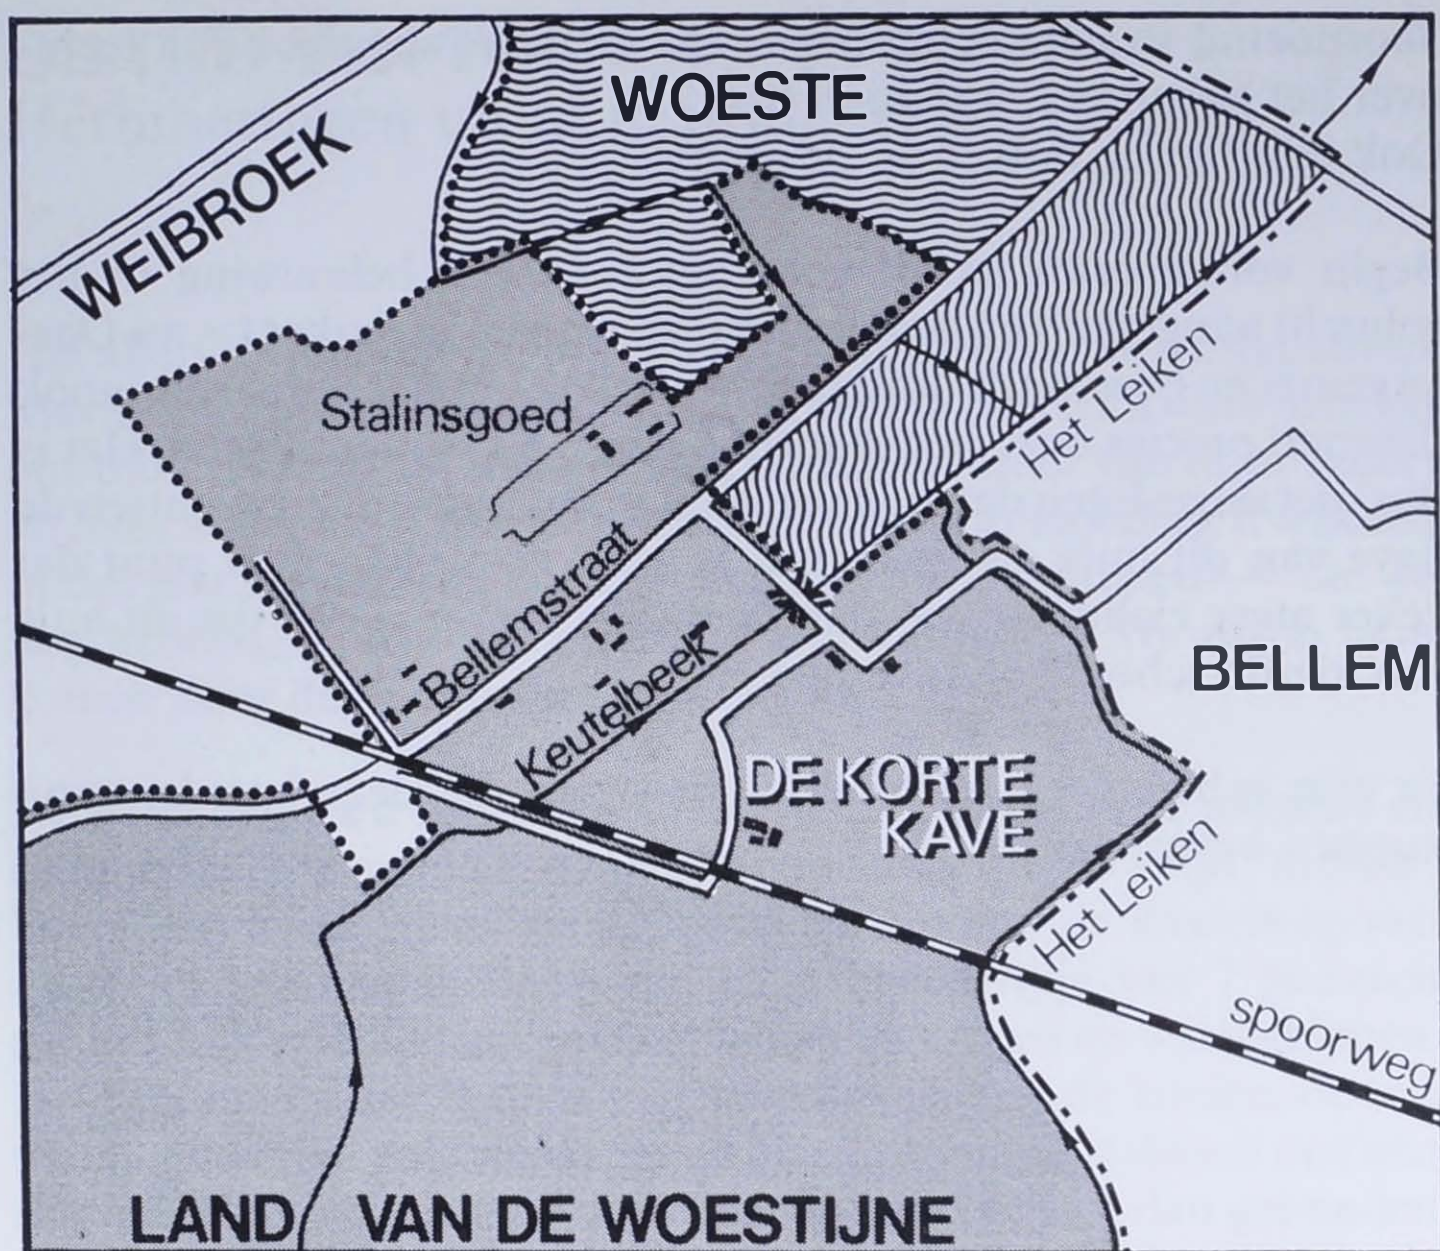 WOESTE
WEIBROEK
Het Leiken
Stalinsgoed
Bellemstraat
Keutelbeek
BELLEM
DE KORTE
KAVE
Het Leiken
spoorweg
LAND VAN DE WOESTIJNE